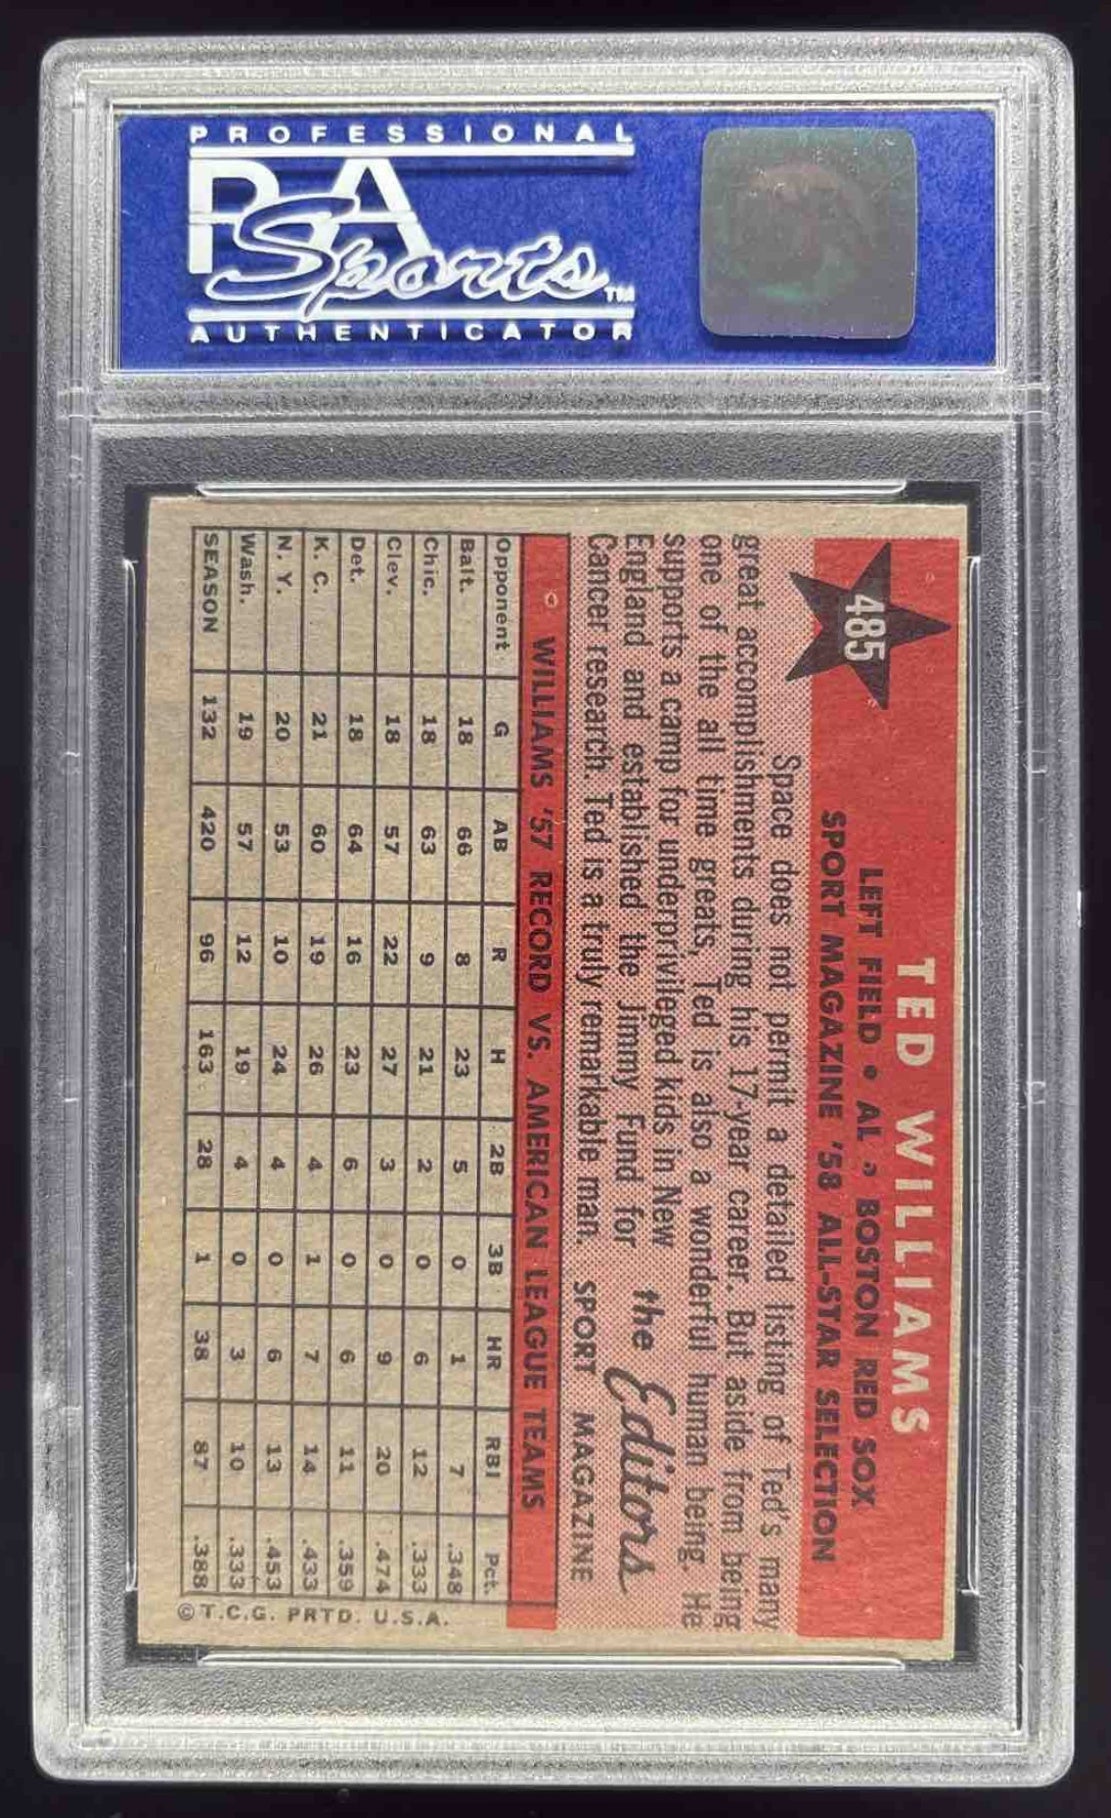 PROFESSIONAL
PSA
Sports™
AUTHENTICATOR
485
TED WILLIAMS
LEFT FIELD • AL • BOSTON RED SOX
SPORT MAGAZINE '58 ALL-STAR SELECTION
Space does not permit a detailed listing of Ted's many
great accomplishments during his 17-year career. But aside from being
one of the all time greats, Ted is also a wonderful human being. He
supports a camp for underprivileged kids in New
England and established the Jimmy Fund for
Cancer research. Ted is a truly remarkable man.
the Editors
SPORT MAGAZINE
WILLIAMS '57 RECORD VS. AMERICAN LEAGUE TEAMS
Opponent G AB R H 2B 3B HR RBI Pct.
Balt. 18 66 8 23 5 0 1 7 .348
Chic. 18 63 9 21 2 0 6 12 .333
Clev. 18 57 22 27 3 0 9 20 .474
Det. 18 64 16 23 6 0 6 11 .359
K. C. 21 60 19 26 4 1 7 14 .433
N. Y. 20 53 10 24 4 0 6 13 .453
Wash. 19 57 12 19 4 0 3 10 .333
SEASON 132 420 96 163 28 1 38 87 .388
© T.C.G. PRTD. U.S.A.